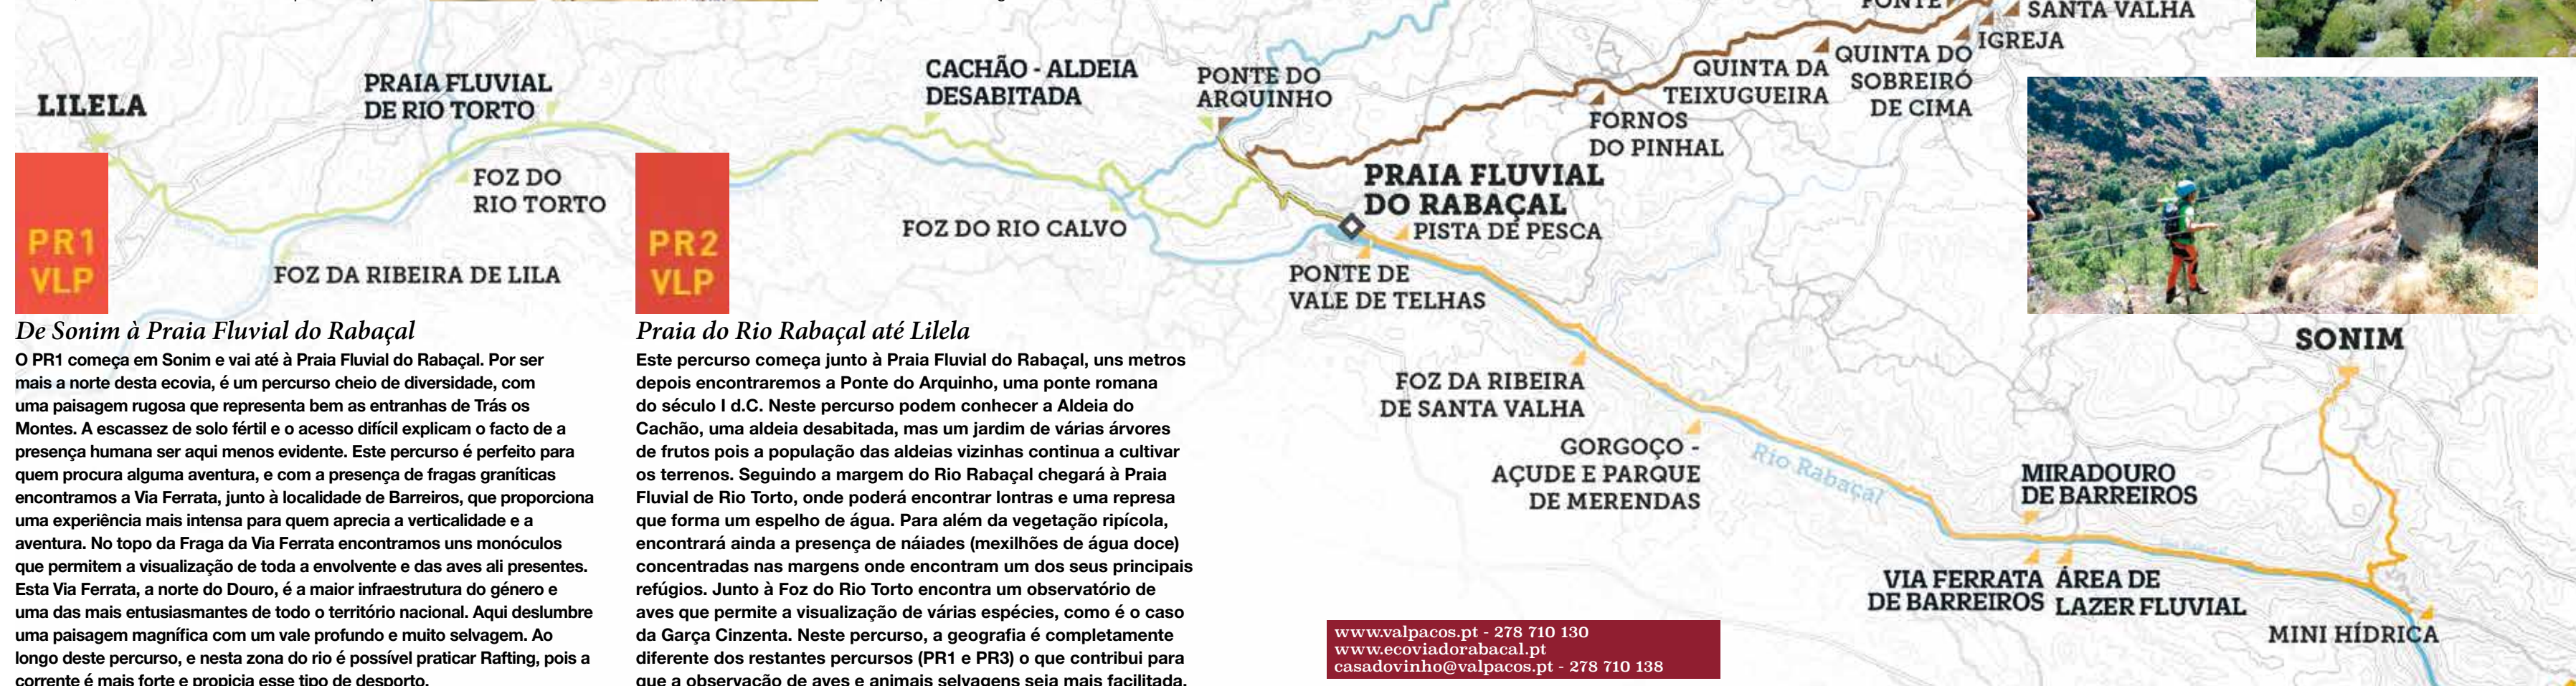 PONTE
SANTA VALHA
IGREJA
QUINTA DO
SOBREIRÓ
DE CIMA
QUINTA DA
TEIXUGUEIRA
FORNOS
DO PINHAL
PONTE DO
ARQUINHO
CACHÃO - ALDEIA
DESABITADA
PRAIA FLUVIAL
DE RIO TORTO
LILELA
FOZ DO
RIO TORTO
FOZ DA RIBEIRA DE LILA
FOZ DO RIO CALVO
PRAIA FLUVIAL
DO RABAÇAL
PISTA DE PESCA
PONTE DE
VALE DE TELHAS
FOZ DA RIBEIRA
DE SANTA VALHA
GORGOÇO -
AÇUDE E PARQUE
DE MERENDAS
Rio Rabaçal
MIRADOURO
DE BARREIROS
VIA FERRATA
DE BARREIROS
ÁREA DE
LAZER FLUVIAL
SONIM
MINI HÍDRICA
PR1
VLP
De Sonim à Praia Fluvial do Rabaçal
O PR1 começa em Sonim e vai até à Praia Fluvial do Rabaçal. Por ser
mais a norte desta ecovia, é um percurso cheio de diversidade, com
uma paisagem rugosa que representa bem as entranhas de Trás os
Montes. A escassez de solo fértil e o acesso difícil explicam o facto de a
presença humana ser aqui menos evidente. Este percurso é perfeito para
quem procura alguma aventura, e com a presença de fragas graníticas
encontramos a Via Ferrata, junto à localidade de Barreiros, que proporciona
uma experiência mais intensa para quem aprecia a verticalidade e a
aventura. No topo da Fraga da Via Ferrata encontramos uns monóculos
que permitem a visualização de toda a envolvente e das aves ali presentes.
Esta Via Ferrata, a norte do Douro, é a maior infraestrutura do género e
uma das mais entusiasmantes de todo o território nacional. Aqui deslumbre
uma paisagem magnífica com um vale profundo e muito selvagem. Ao
longo deste percurso, e nesta zona do rio é possível praticar Rafting, pois a
corrente é mais forte e propicia esse tipo de desporto.
PR2
VLP
Praia do Rio Rabaçal até Lilela
Este percurso começa junto à Praia Fluvial do Rabaçal, uns metros
depois encontraremos a Ponte do Arquinho, uma ponte romana
do século I d.C. Neste percurso podem conhecer a Aldeia do
Cachão, uma aldeia desabitada, mas um jardim de várias árvores
de frutos pois a população das aldeias vizinhas continua a cultivar
os terrenos. Seguindo a margem do Rio Rabaçal chegará à Praia
Fluvial de Rio Torto, onde poderá encontrar lontras e uma represa
que forma um espelho de água. Para além da vegetação ripícola,
encontrará ainda a presença de náiades (mexilhões de água doce)
concentradas nas margens onde encontram um dos seus principais
refúgios. Junto à Foz do Rio Torto encontra um observatório de
aves que permite a visualização de várias espécies, como é o caso
da Garça Cinzenta. Neste percurso, a geografia é completamente
diferente dos restantes percursos (PR1 e PR3) o que contribui para
que a observação de aves e animais selvagens seja mais facilitada.
www.valpacos.pt - 278 710 130
www.ecoviadorabacal.pt
casadovinho@valpacos.pt - 278 710 138